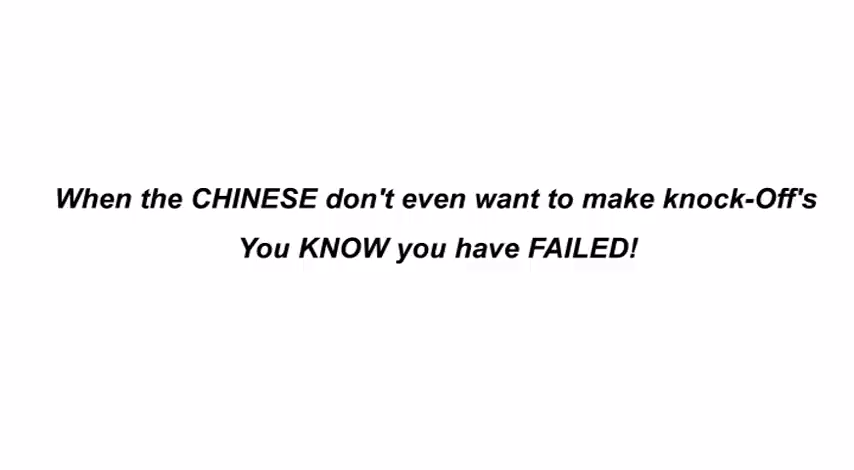 When the CHINESE don't even want to make knock-Off's
You KNOW you have FAILED!